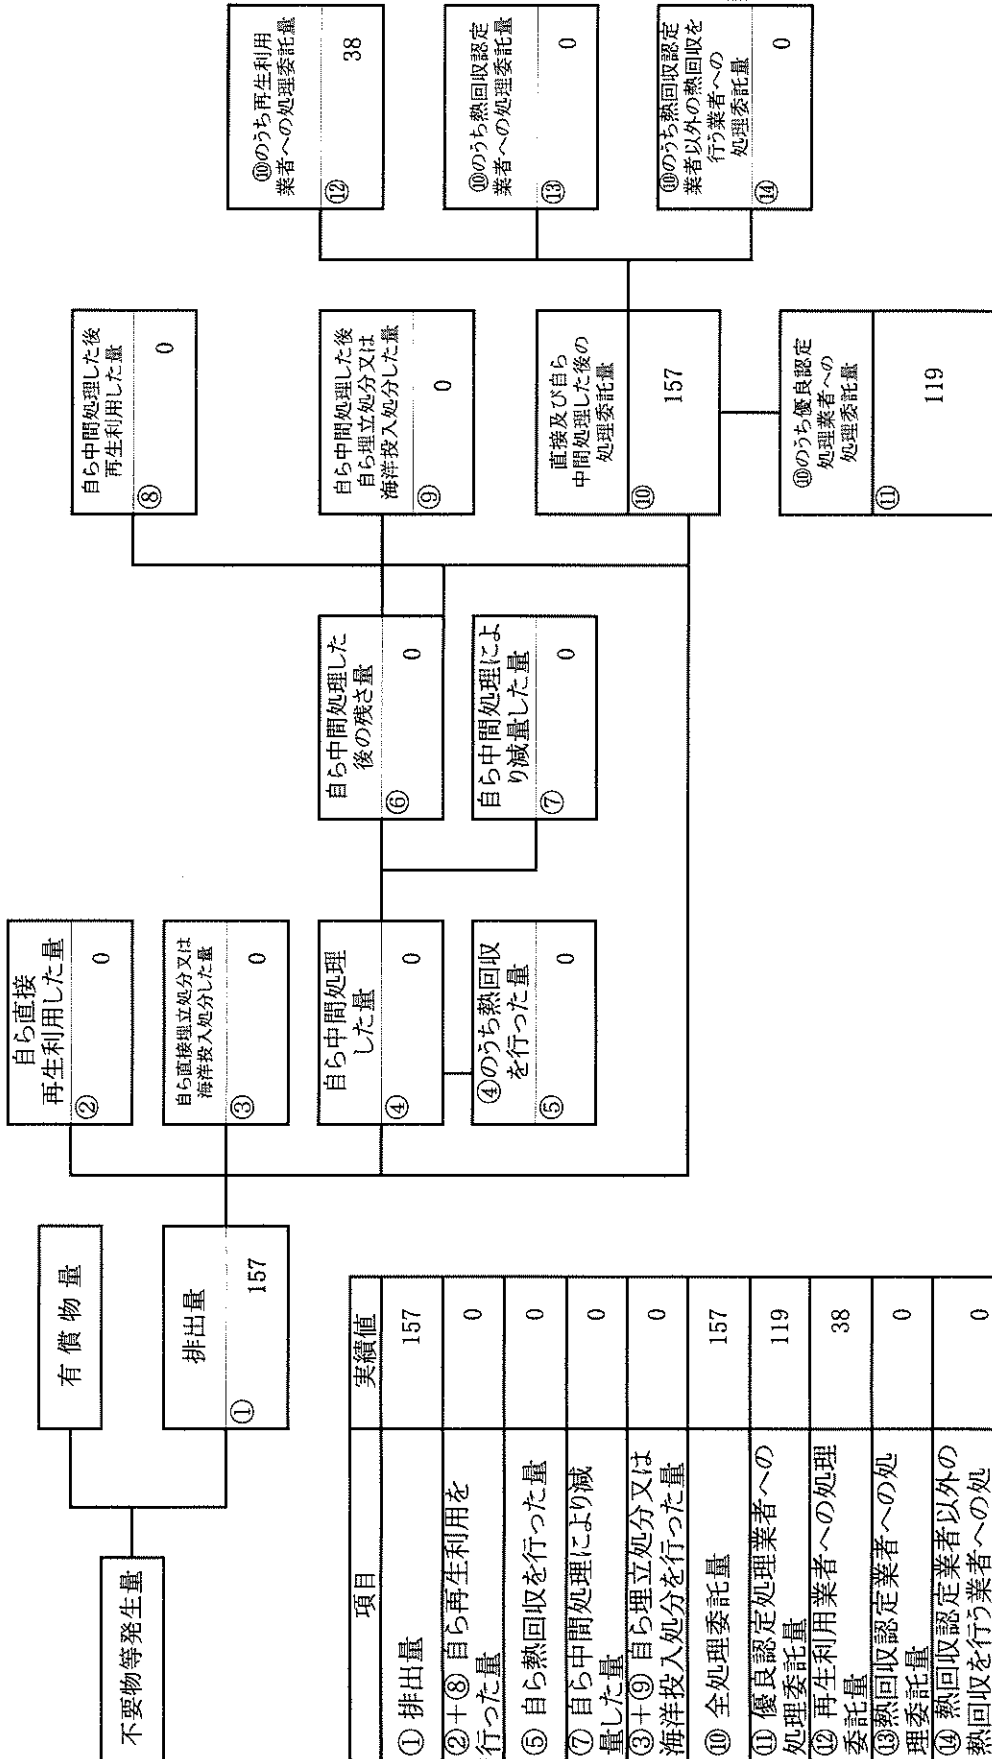 不要物等発生量
有償物量
排出量
①
157
自ら直接
再生利用した量
②
0
自ら直接埋立処分又は
海洋投入処分した量
③
0
自ら中間処理
した量
④
0
④のうち熱回収
を行った量
⑤
0
自ら中間処理した
後の残さ量
⑥
0
自ら中間処理によ
り減量した量
⑦
0
自ら中間処理した後
再生利用した量
⑧
0
自ら中間処理した後
自ら埋立処分又は
海洋投入処分した量
⑨
0
直接及び自ら
中間処理した後の
処理委託量
⑩
157
⑩のうち優良認定
処理業者への
処理委託量
⑪
119
⑩のうち再生利用
業者への処理委託量
⑫
38
⑩のうち熱回収認定
業者への処理委託量
⑬
0
⑩のうち熱回収認定
業者以外の熱回収を
行う業者への
処理委託量
⑭
0
項目 実績値
① 排出量 157
②+⑧ 自ら再生利用を
行った量 0
⑤ 自ら熱回収を行った量 0
⑦ 自ら中間処理により減
量した量 0
③+⑨ 自ら埋立処分又は
海洋投入処分を行った量 0
⑩ 全処理委託量 157
⑪ 優良認定処理業者への
処理委託量 119
⑫ 再生利用業者への処理
委託量 38
⑬熱回収認定業者への処
理委託量 0
⑭ 熱回収認定業者以外の
熱回収を行う業者への処 0